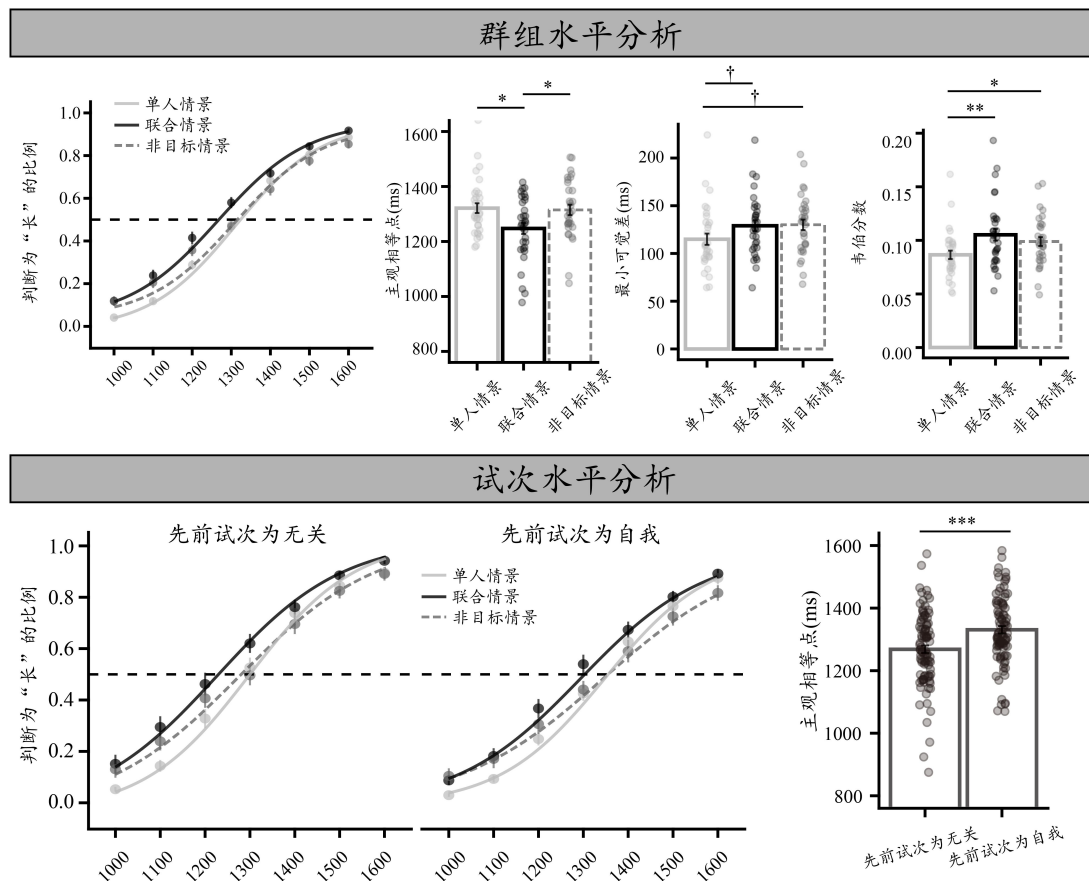 群组水平分析
单人情景
联合情景
非目标情景
判断为“长”的比例
1.0
0.8
0.6
0.4
0.2
0.0
1000
1100
1200
1300
1400
1500
1600
*
*
主观相等点(ms)
1600
1400
1200
1000
800
单人情景
联合情景
非目标情景
†
†
最小可觉差(ms)
200
150
100
50
0
单人情景
联合情景
非目标情景
*
**
韦伯分数
0.20
0.15
0.10
0.05
0.00
单人情景
联合情景
非目标情景
试次水平分析
先前试次为无关
判断为“长”的比例
1.0
0.8
0.6
0.4
0.2
0.0
1000
1100
1200
1300
1400
1500
1600
先前试次为自我
单人情景
联合情景
非目标情景
1000
1100
1200
1300
1400
1500
1600
***
主观相等点(ms)
1600
1400
1200
1000
800
先前试次为无关
先前试次为自我